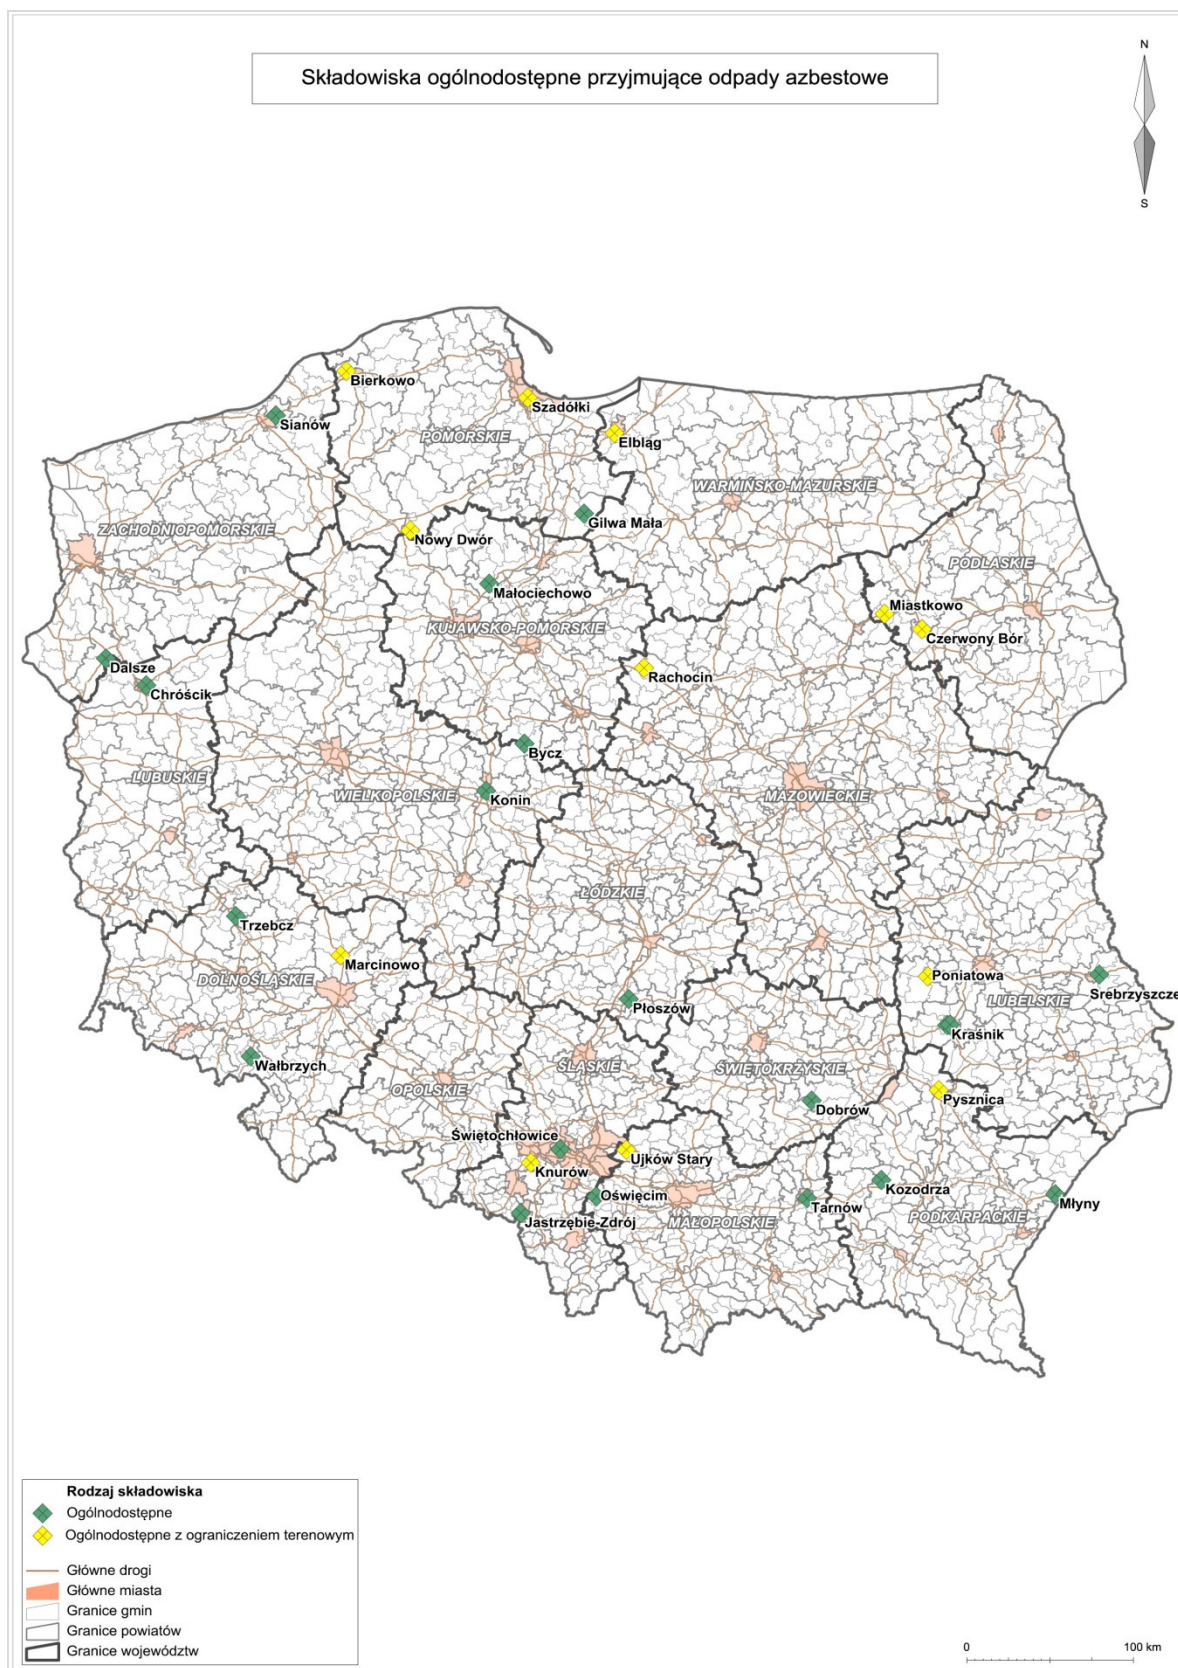 N
Składowiska ogólnodostępne przyjmujące odpady azbestowe
S
Bierkowo
Szadółki
Sianów
POMORSKIE
Elbląg
WARMIŃSKO-MAZURSKIE
Gilwa Mała
ZACHODNIOPOMORSKIE
Nowy Dwór
PODLASKIE
Małociechowo
Miastkowo
KUJAWSKO-POMORSKIE
Czerwony Bór
Dalsze
Rachocin
Chróścik
Bycz
LUBUSKIE
WIELKOPOLSKIE
Konin
MAZOWIECKIE
ŁÓDZKIE
Trzebcz
Marcinowo
DOLNOŚLĄSKIE
Poniatowa
Srebrzyszcze
LUBELSKIE
Płoszów
Kraśnik
Wałbrzych
ŚLĄSKIE
ŚWIĘTOKRZYSKIE
OPOLSKIE
Pysznica
Dobrów
Świętochłowice
Ujków Stary
Knurów
Kozodrza
Oświęcim
Tarnów
Młyny
Jastrzębie-Zdrój
MAŁOPOLSKIE
PODKARPACKIE
Rodzaj składowiska
Ogólnodostępne
Ogólnodostępne z ograniczeniem terenowym
Główne drogi
Główne miasta
Granice gmin
Granice powiatów
Granice województw
0 100 km